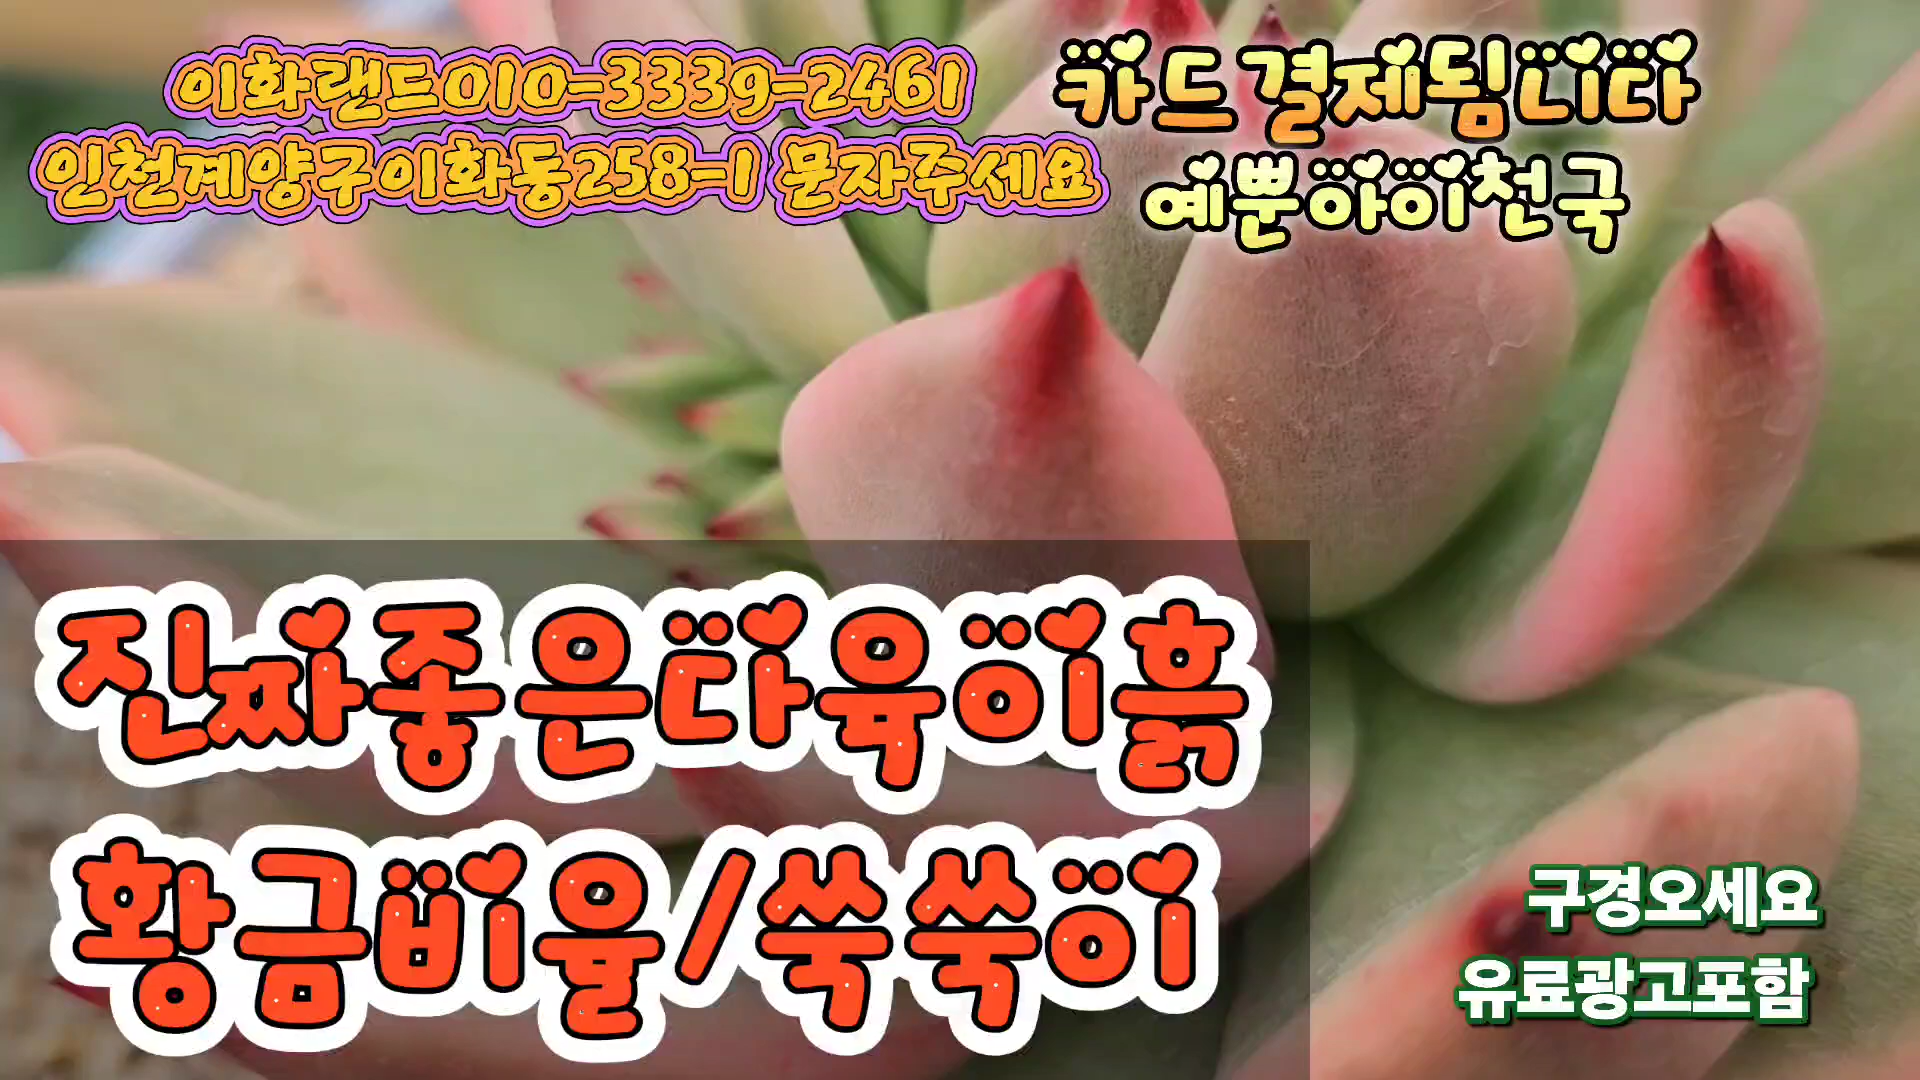 이화랜드010-3339-2461
인천계양구이화동258-1 문자주세요
카드결제됩니다
예쁜아이천국
진짜좋은다육이흙
황금비율/쑥쑥이
구경오세요
유료광고포함